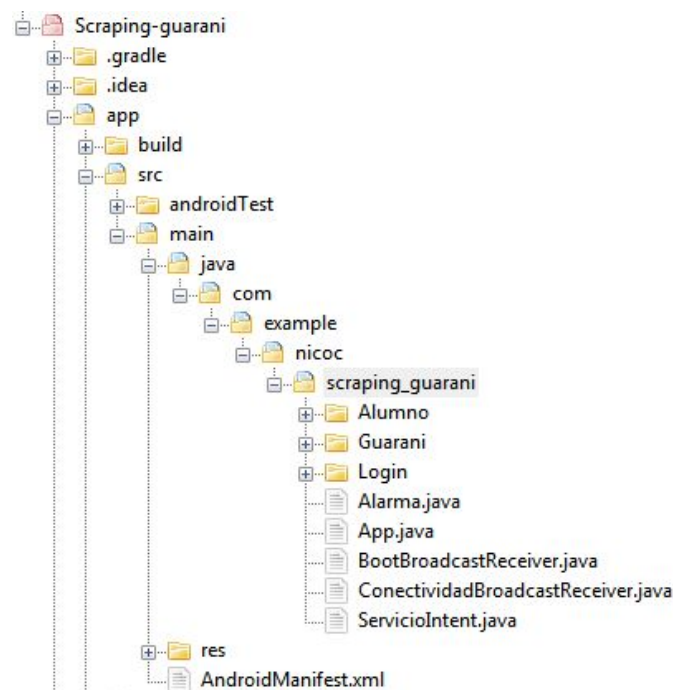 Scraping-guarani
.gradle
.idea
app
build
src
androidTest
main
java
com
example
nicoc
scraping_guarani
Alumno
Guarani
Login
Alarma.java
App.java
BootBroadcastReceiver.java
ConectividadBroadcastReceiver.java
ServicioIntent.java
res
AndroidManifest.xml